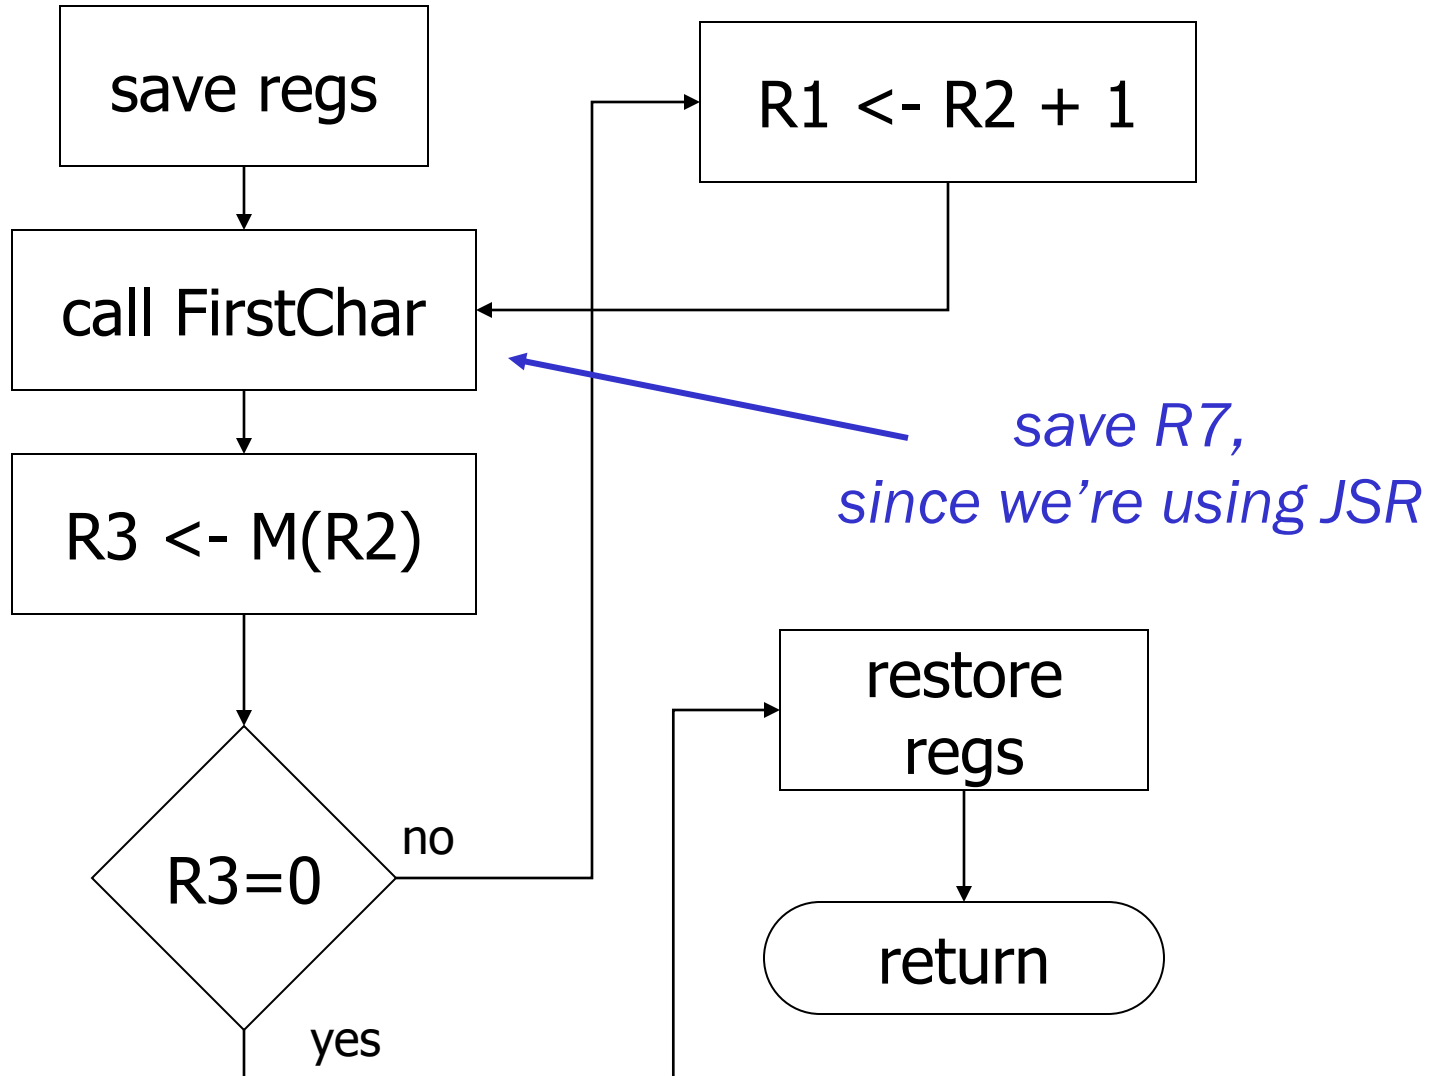 save regs
R1 <- R2 + 1
call FirstChar
save R7,
since we’re using JSR
R3 <- M(R2)
restore
regs
no
R3=0
return
yes